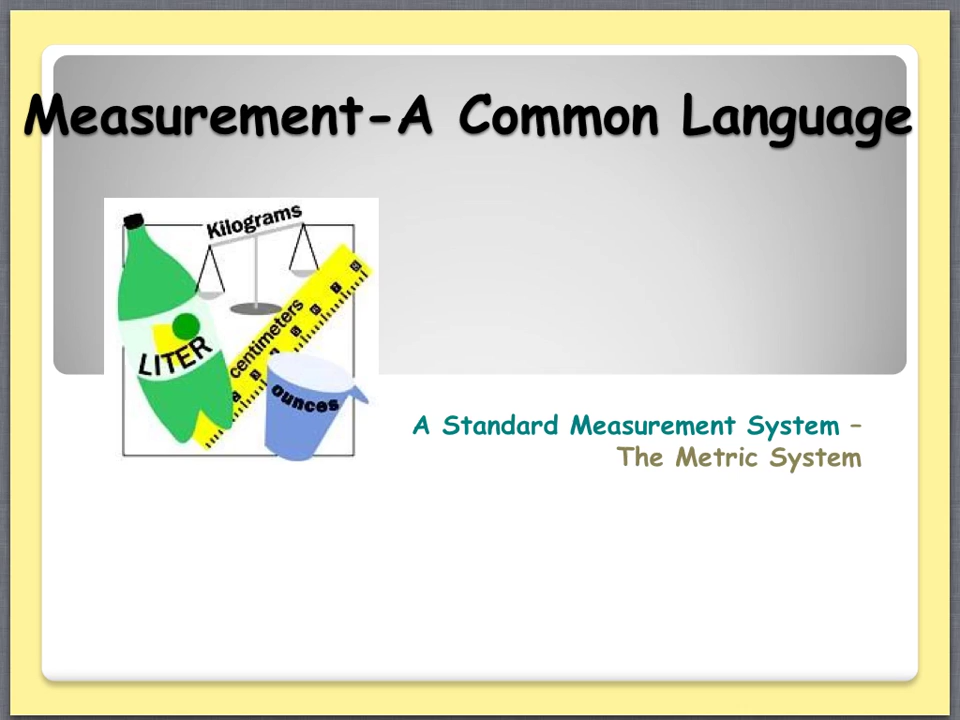 Measurement-A Common Language
Kilograms
LITER
centimeters
ounces
A Standard Measurement System –
The Metric System